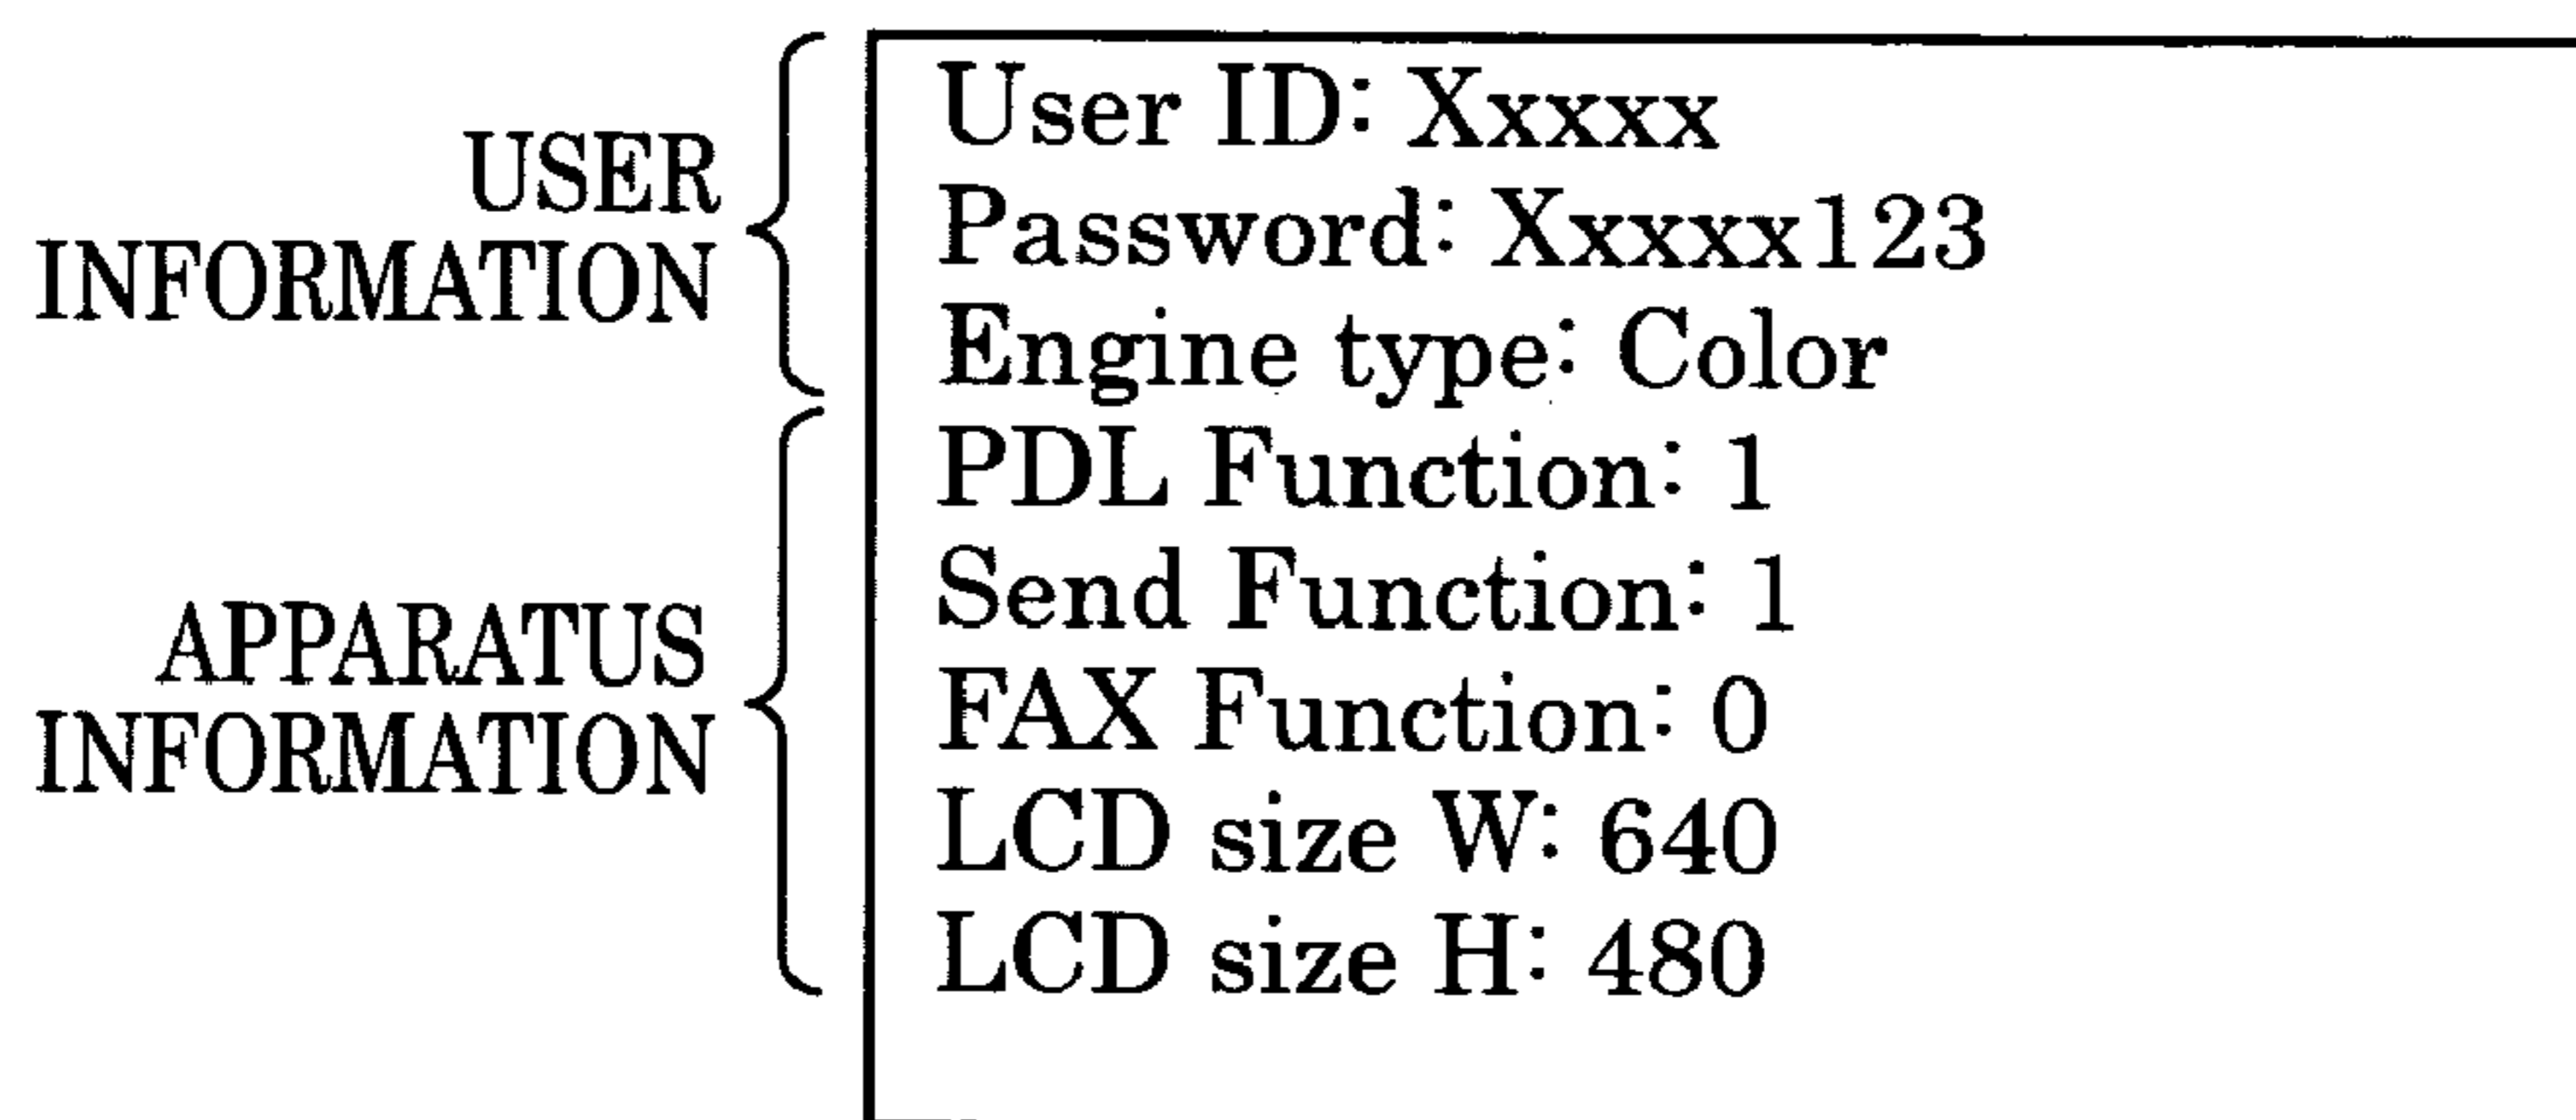 USER
INFORMATION
User ID: Xxxxx
Password: Xxxxx123
Engine type: Color
APPARATUS
INFORMATION
PDL Function: 1
Send Function: 1
FAX Function: 0
LCD size W: 640
LCD size H: 480